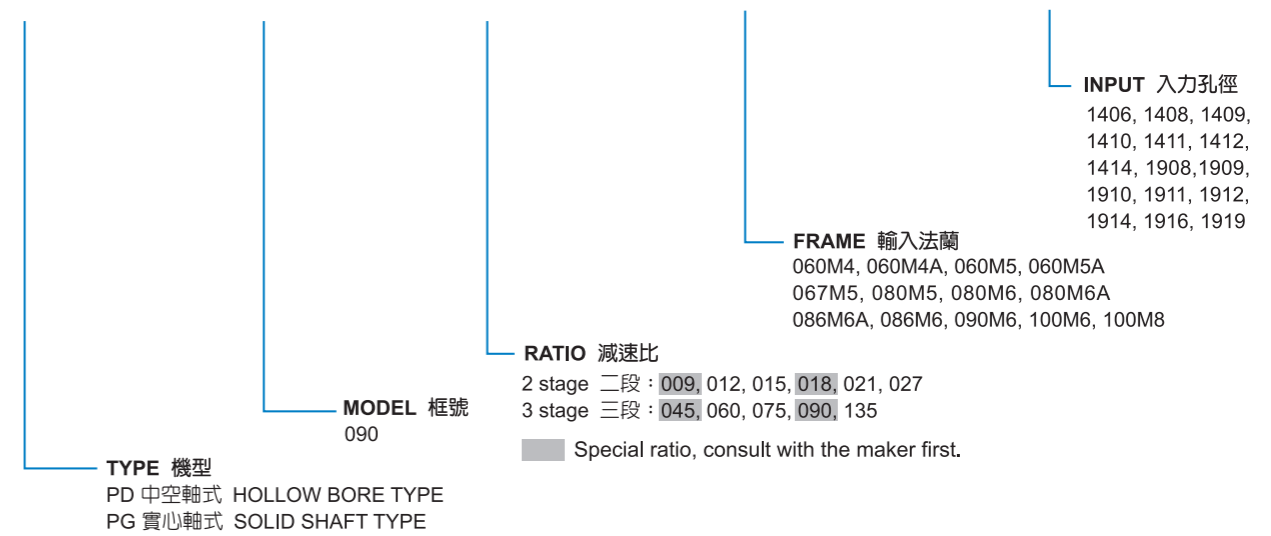 INPUT 入力孔徑
1406, 1408, 1409,
1410, 1411, 1412,
1414, 1908,1909,
1910, 1911, 1912,
1914, 1916, 1919
FRAME 輸入法蘭
060M4, 060M4A, 060M5, 060M5A
067M5, 080M5, 080M6, 080M6A
086M6A, 086M6, 090M6, 100M6, 100M8
RATIO 減速比
2 stage 二段：009, 012, 015, 018, 021, 027
3 stage 三段：045, 060, 075, 090, 135
Special ratio, consult with the maker first.
MODEL 框號
090
TYPE 機型
PD 中空軸式 HOLLOW BORE TYPE
PG 實心軸式 SOLID SHAFT TYPE